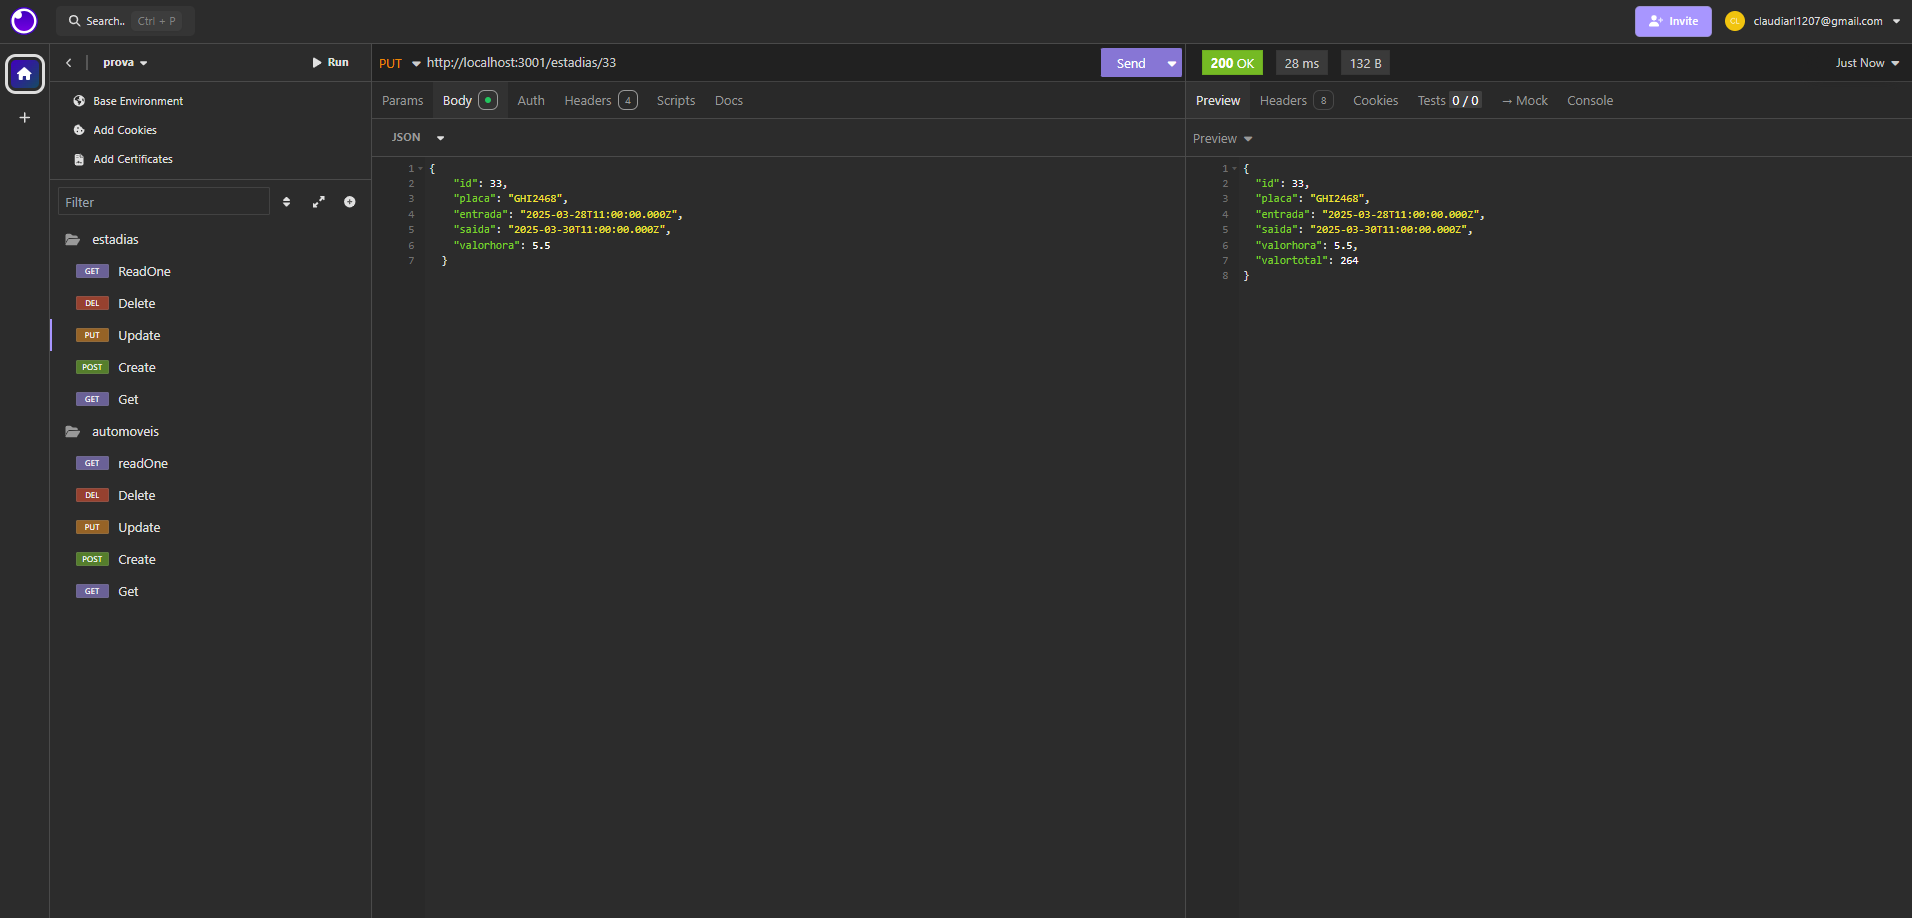 Search.. Ctrl + P
Invite
CL claudiarl1207@gmail.com
prova
Run
Base Environment
Add Cookies
Add Certificates
Filter
estadias
GET ReadOne
DEL Delete
PUT Update
POST Create
GET Get
automoveis
GET readOne
DEL Delete
PUT Update
POST Create
GET Get
PUT http://localhost:3001/estadias/33
Send
Params Body Auth Headers 4 Scripts Docs
JSON
1 {
2 "id": 33,
3 "placa": "GHI2468",
4 "entrada": "2025-03-28T11:00:00.000Z",
5 "saida": "2025-03-30T11:00:00.000Z",
6 "valorhora": 5.5
7 }
200 OK 28 ms 132 B
Just Now
Preview Headers 8 Cookies Tests 0 / 0 → Mock Console
Preview
1 {
2 "id": 33,
3 "placa": "GHI2468",
4 "entrada": "2025-03-28T11:00:00.000Z",
5 "saida": "2025-03-30T11:00:00.000Z",
6 "valorhora": 5.5,
7 "valortotal": 264
8 }